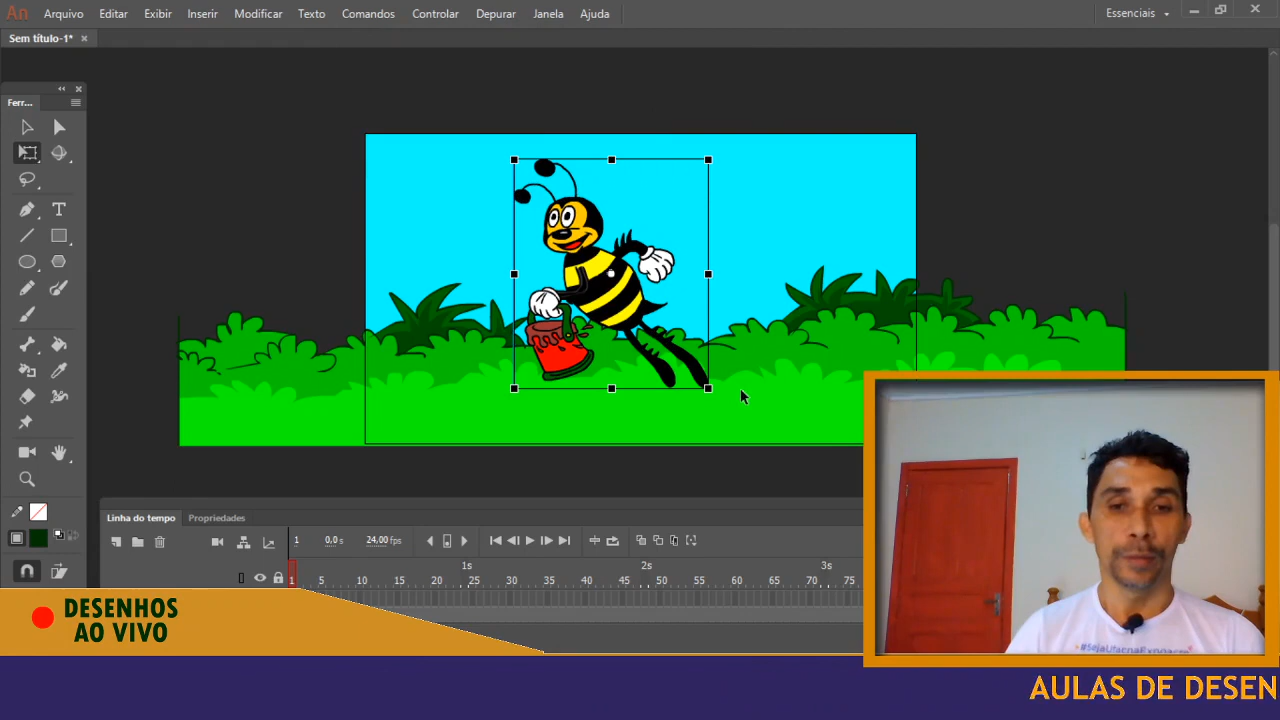 An Arquivo Editar Exibir Inserir Modificar Texto Comandos Controlar Depurar Janela Ajuda Essenciais
Sem título-1*
Ferr...
T
Linha do tempo Propriedades
1 0,0 s 24,00 fps
1s 2s 3s
1 5 10 15 20 25 30 35 40 45 50 55 60 65 70 75
DESENHOS
AO VIVO
#SejaUfacnaExpoacre
AULAS DE DESEN